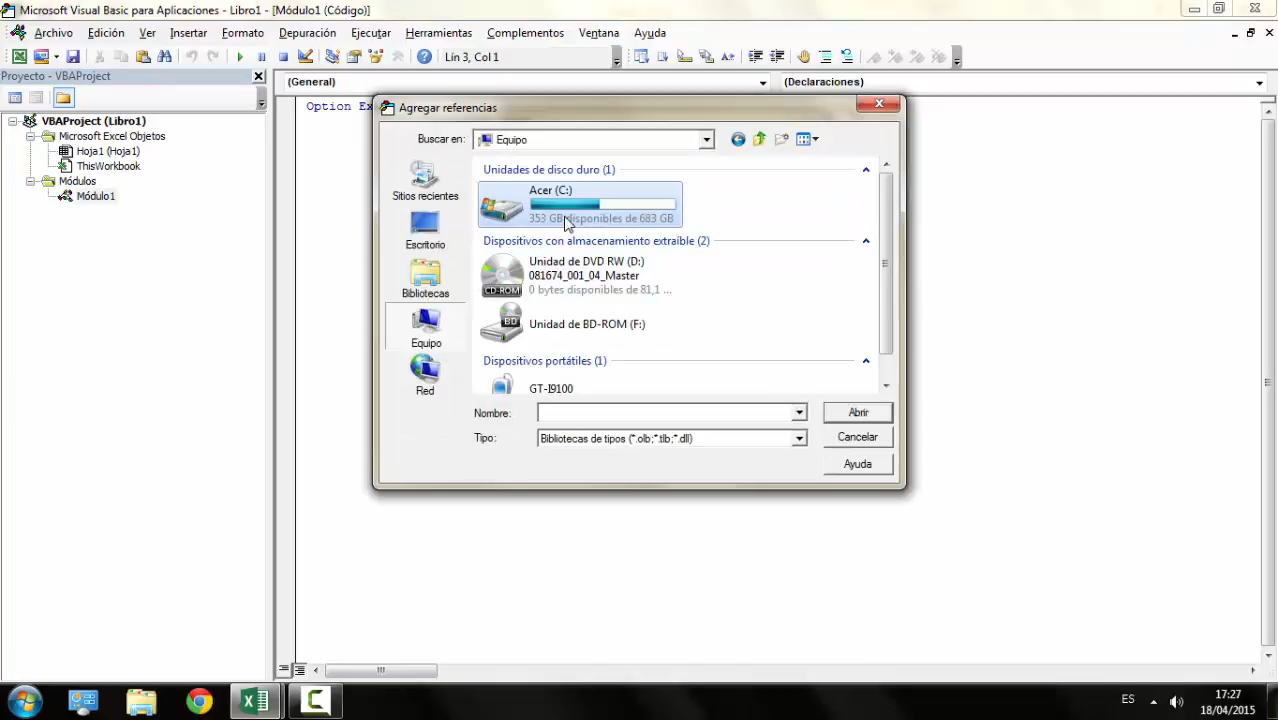 Microsoft Visual Basic para Aplicaciones - Libro1 - [Módulo1 (Código)]
Archivo Edición Ver Insertar Formato Depuración Ejecutar Herramientas Complementos Ventana Ayuda
Lin 3, Col 1
Proyecto - VBAProject
(General)
(Declaraciones)
VBAProject (Libro1)
Microsoft Excel Objetos
Hoja1 (Hoja1)
ThisWorkbook
Módulos
Módulo1
Option Ex
Agregar referencias
Buscar en:
Equipo
Sitios recientes
Escritorio
Bibliotecas
Equipo
Red
Unidades de disco duro (1)
Acer (C:)
353 GB disponibles de 683 GB
Dispositivos con almacenamiento extraíble (2)
Unidad de DVD RW (D:)
081674_001_04_Master
CD-ROM
0 bytes disponibles de 81,1 ...
BD
Unidad de BD-ROM (F:)
Dispositivos portátiles (1)
GT-I9100
Nombre:
Abrir
Tipo:
Bibliotecas de tipos (*.olb;*.tlb;*.dll)
Cancelar
Ayuda
ES
17:27
18/04/2015